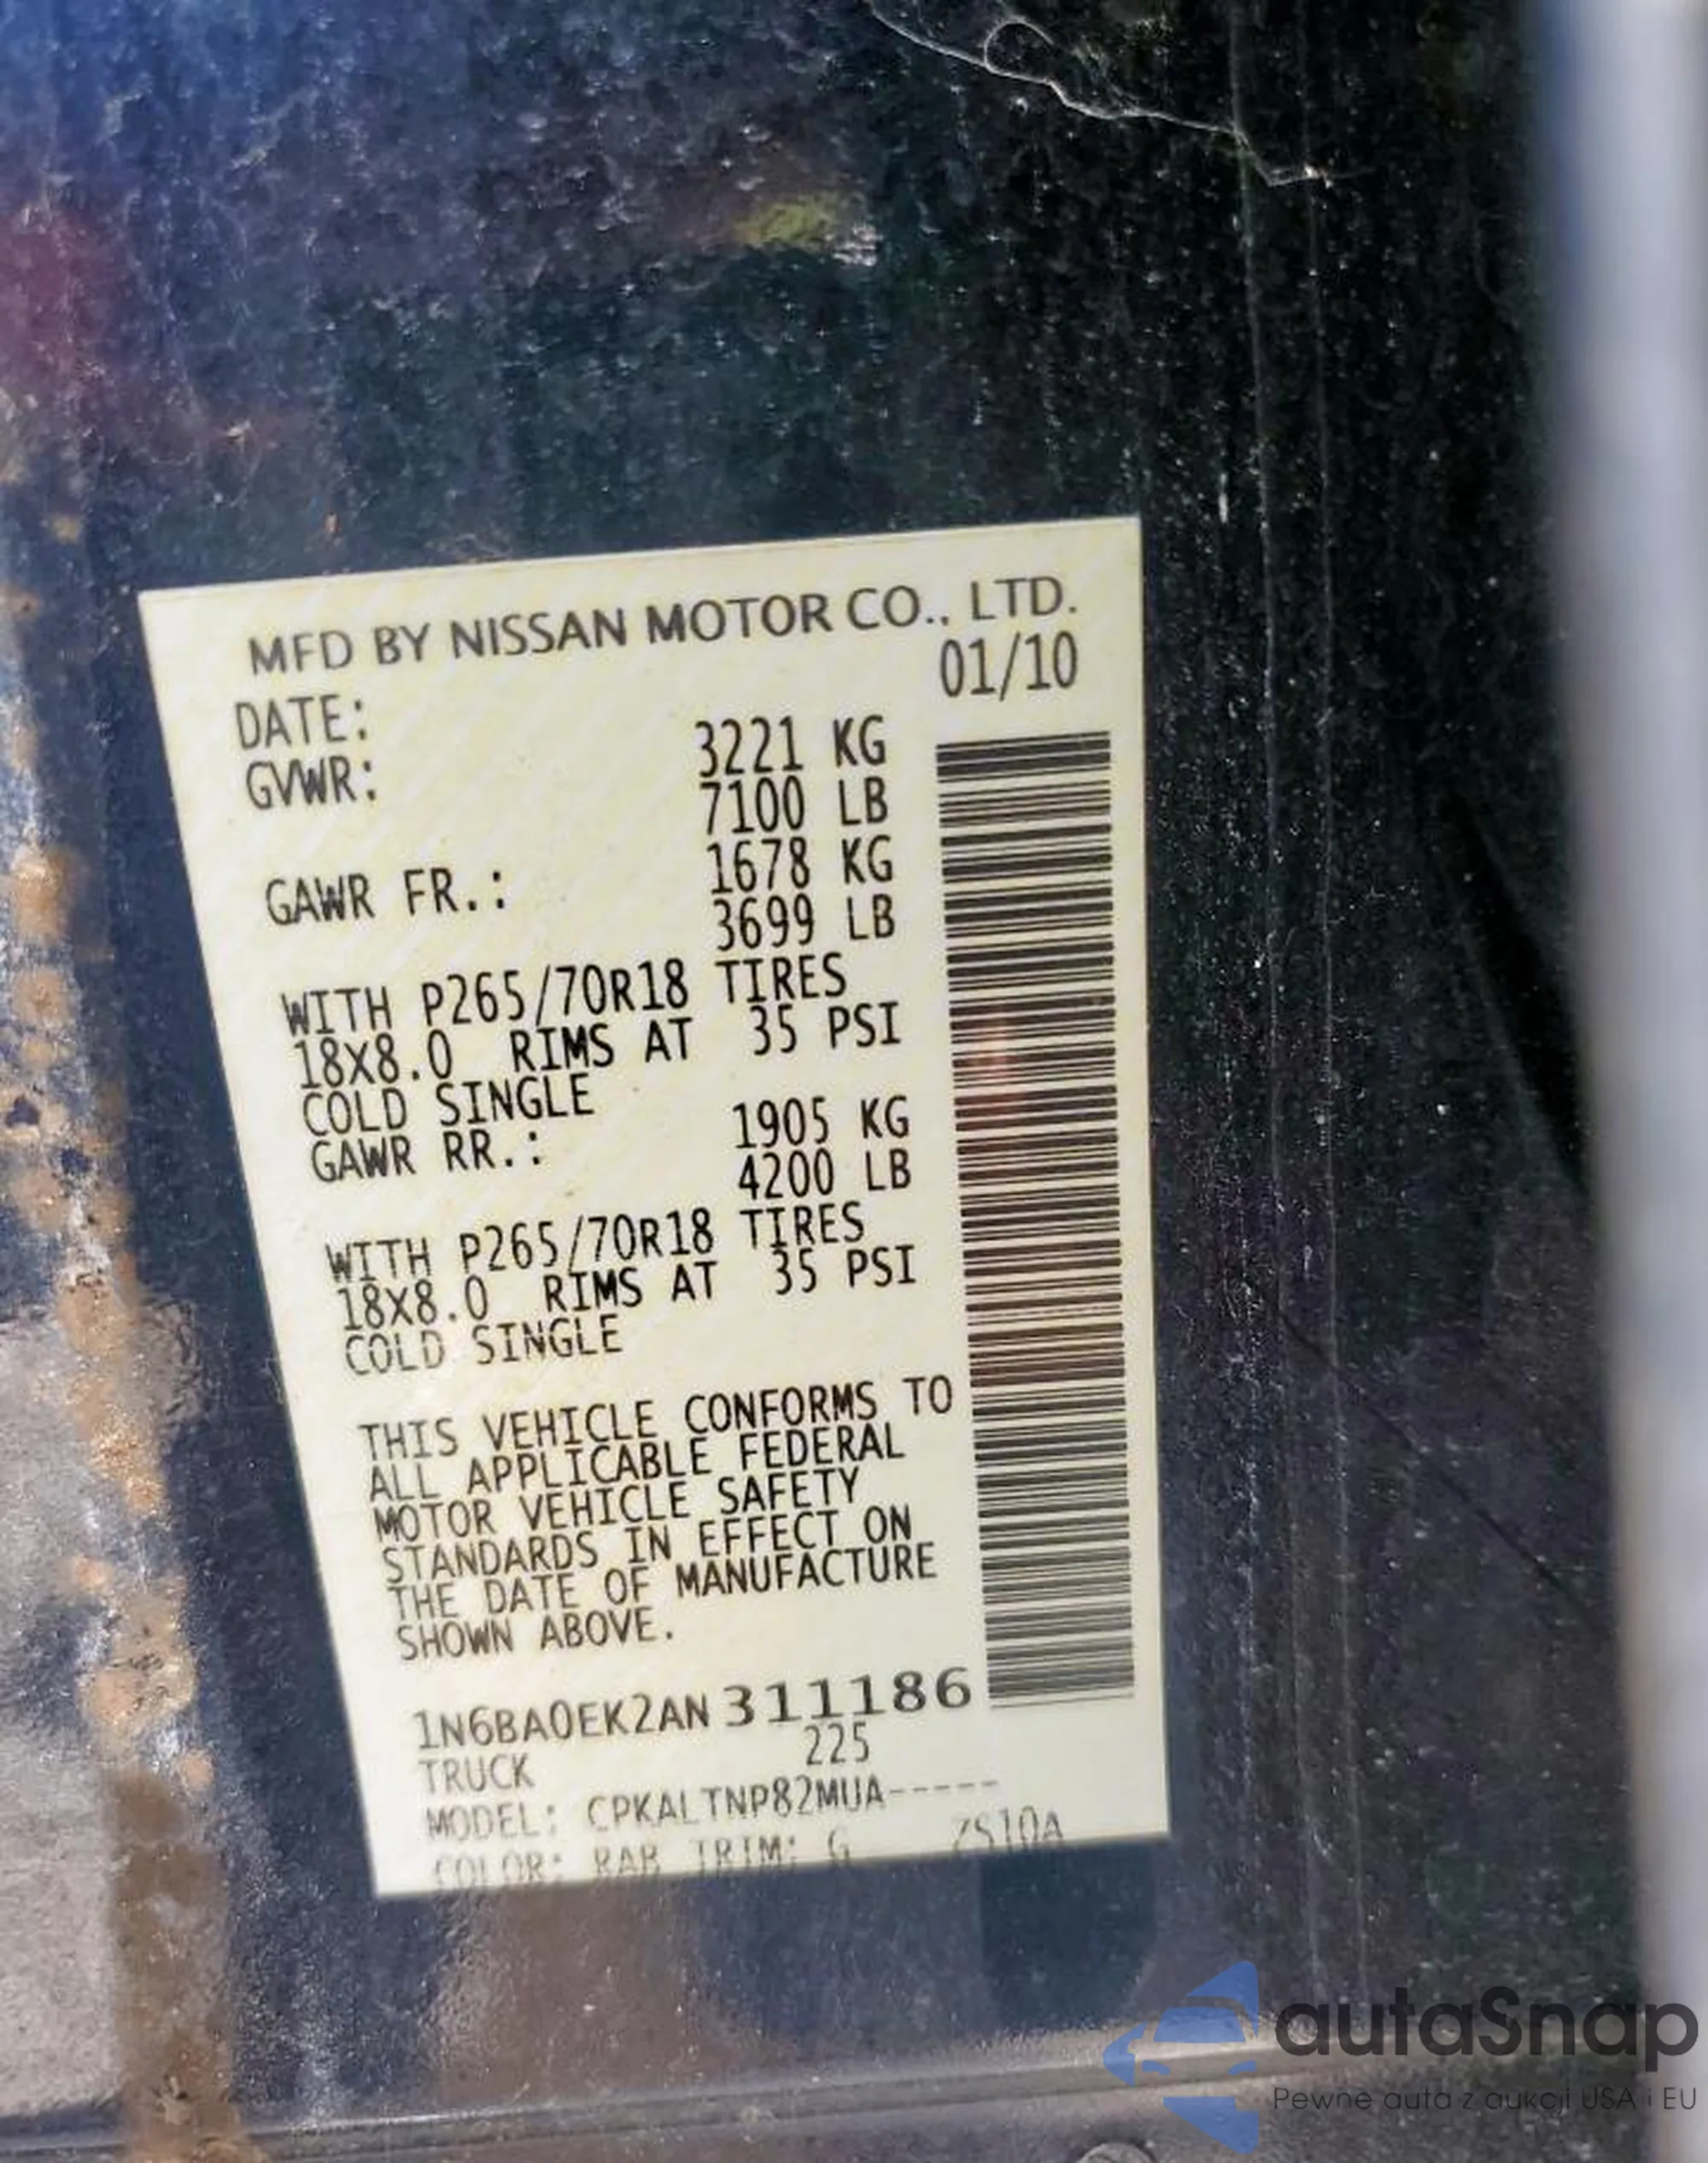 MFD BY NISSAN MOTOR CO., LTD.
DATE: 01/10
GVWR: 3221 KG
7100 LB
GAWR FR.: 1678 KG
3699 LB
WITH P265/70R18 TIRES
18X8.0 RIMS AT 35 PSI
COLD SINGLE
GAWR RR.: 1905 KG
4200 LB
WITH P265/70R18 TIRES
18X8.0 RIMS AT 35 PSI
COLD SINGLE
THIS VEHICLE CONFORMS TO
ALL APPLICABLE FEDERAL
MOTOR VEHICLE SAFETY
STANDARDS IN EFFECT ON
THE DATE OF MANUFACTURE
SHOWN ABOVE.
1N6BA0EK2AN311186
TRUCK 225
MODEL: CPKALTNP82MUA-----
COLOR: TRIM: G ZS10A
autaSnap
Pewne auta z aukcji USA i EU